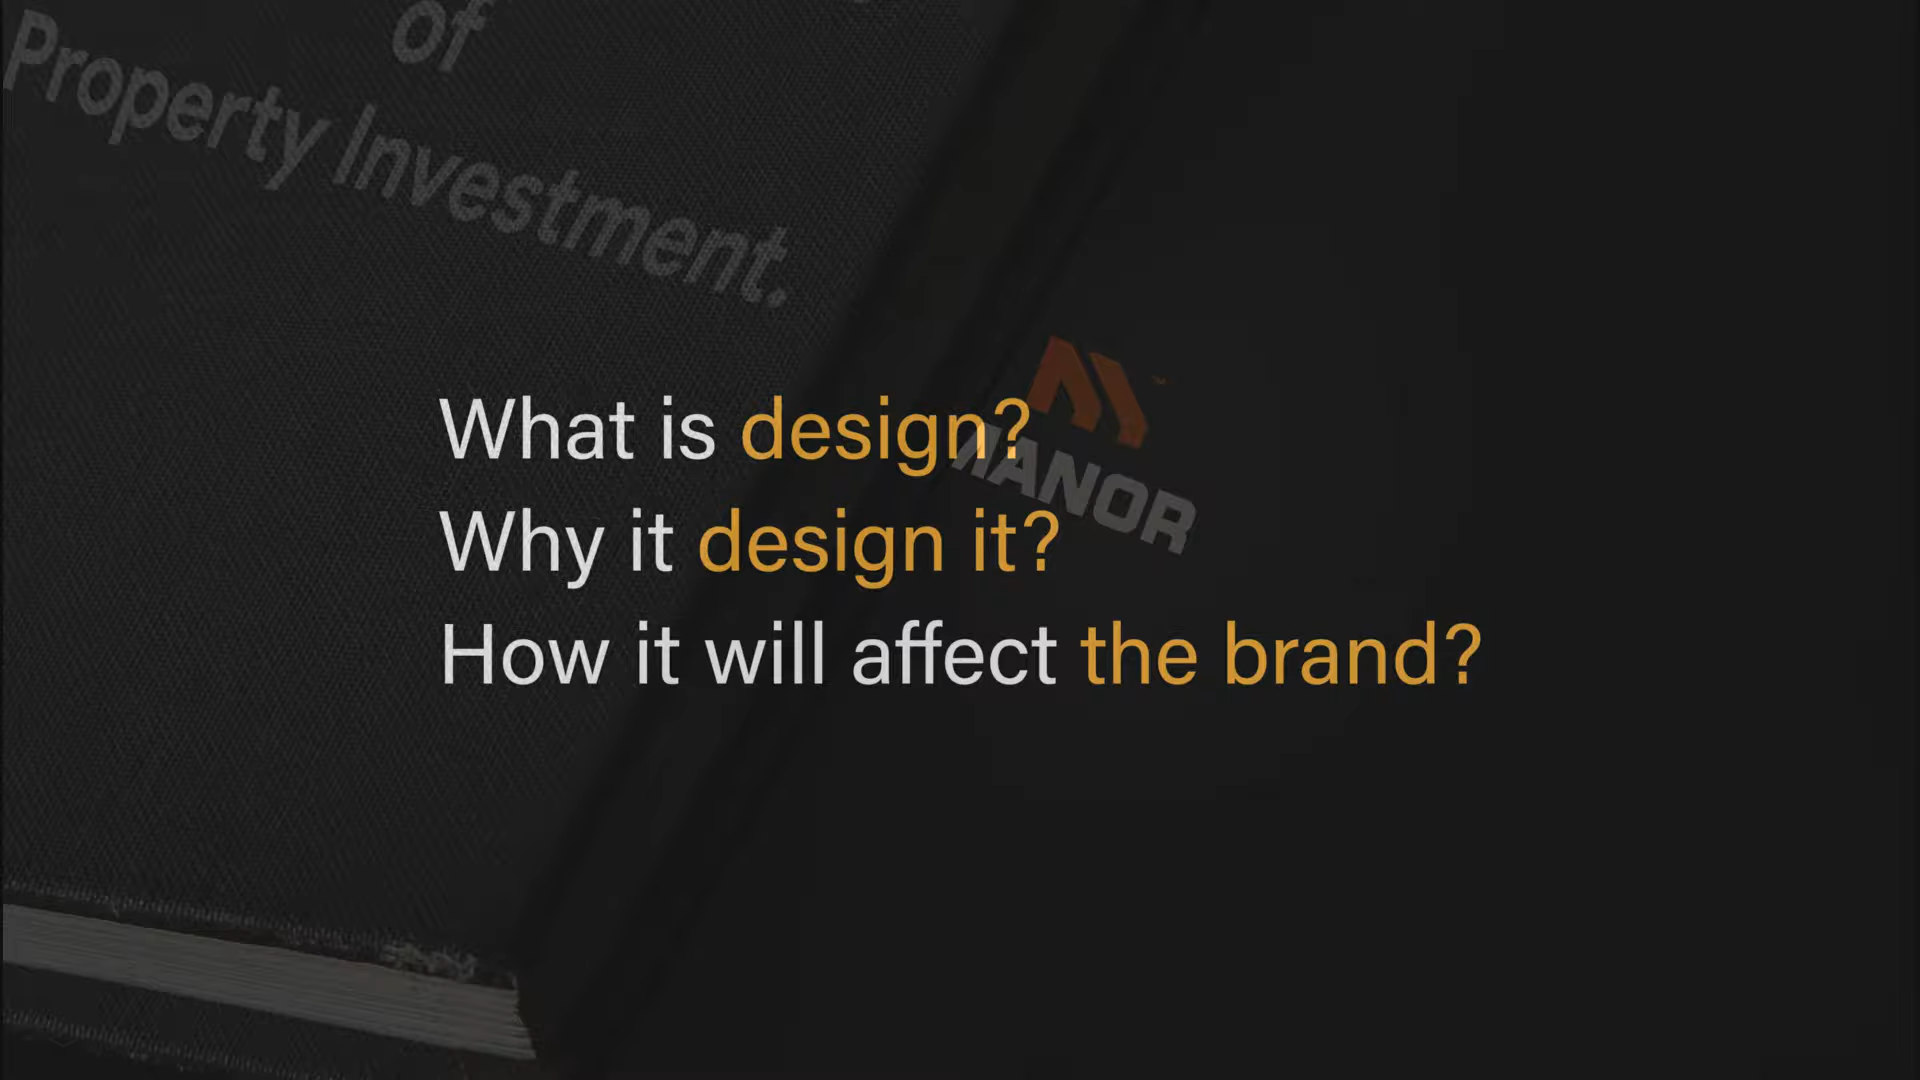 of
Property Investment.
What is design?
MANOR
Why it design it?
How it will affect the brand?